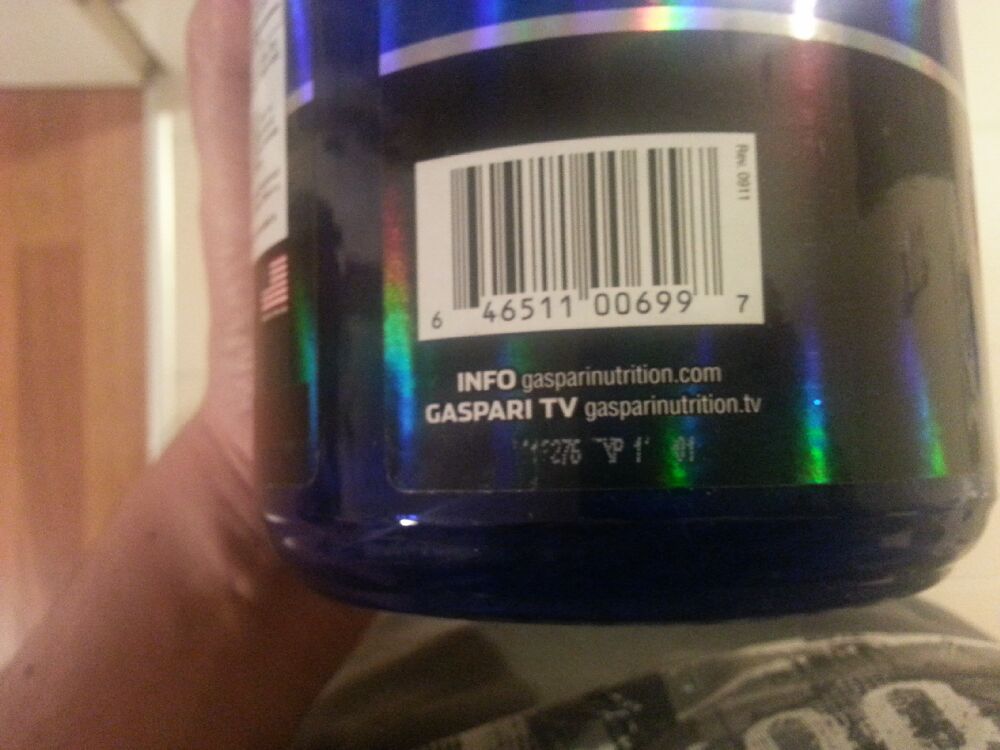 Rev. 0911
6 46511 00699 7
INFO gasparinutrition.com
GASPARI TV gasparinutrition.tv